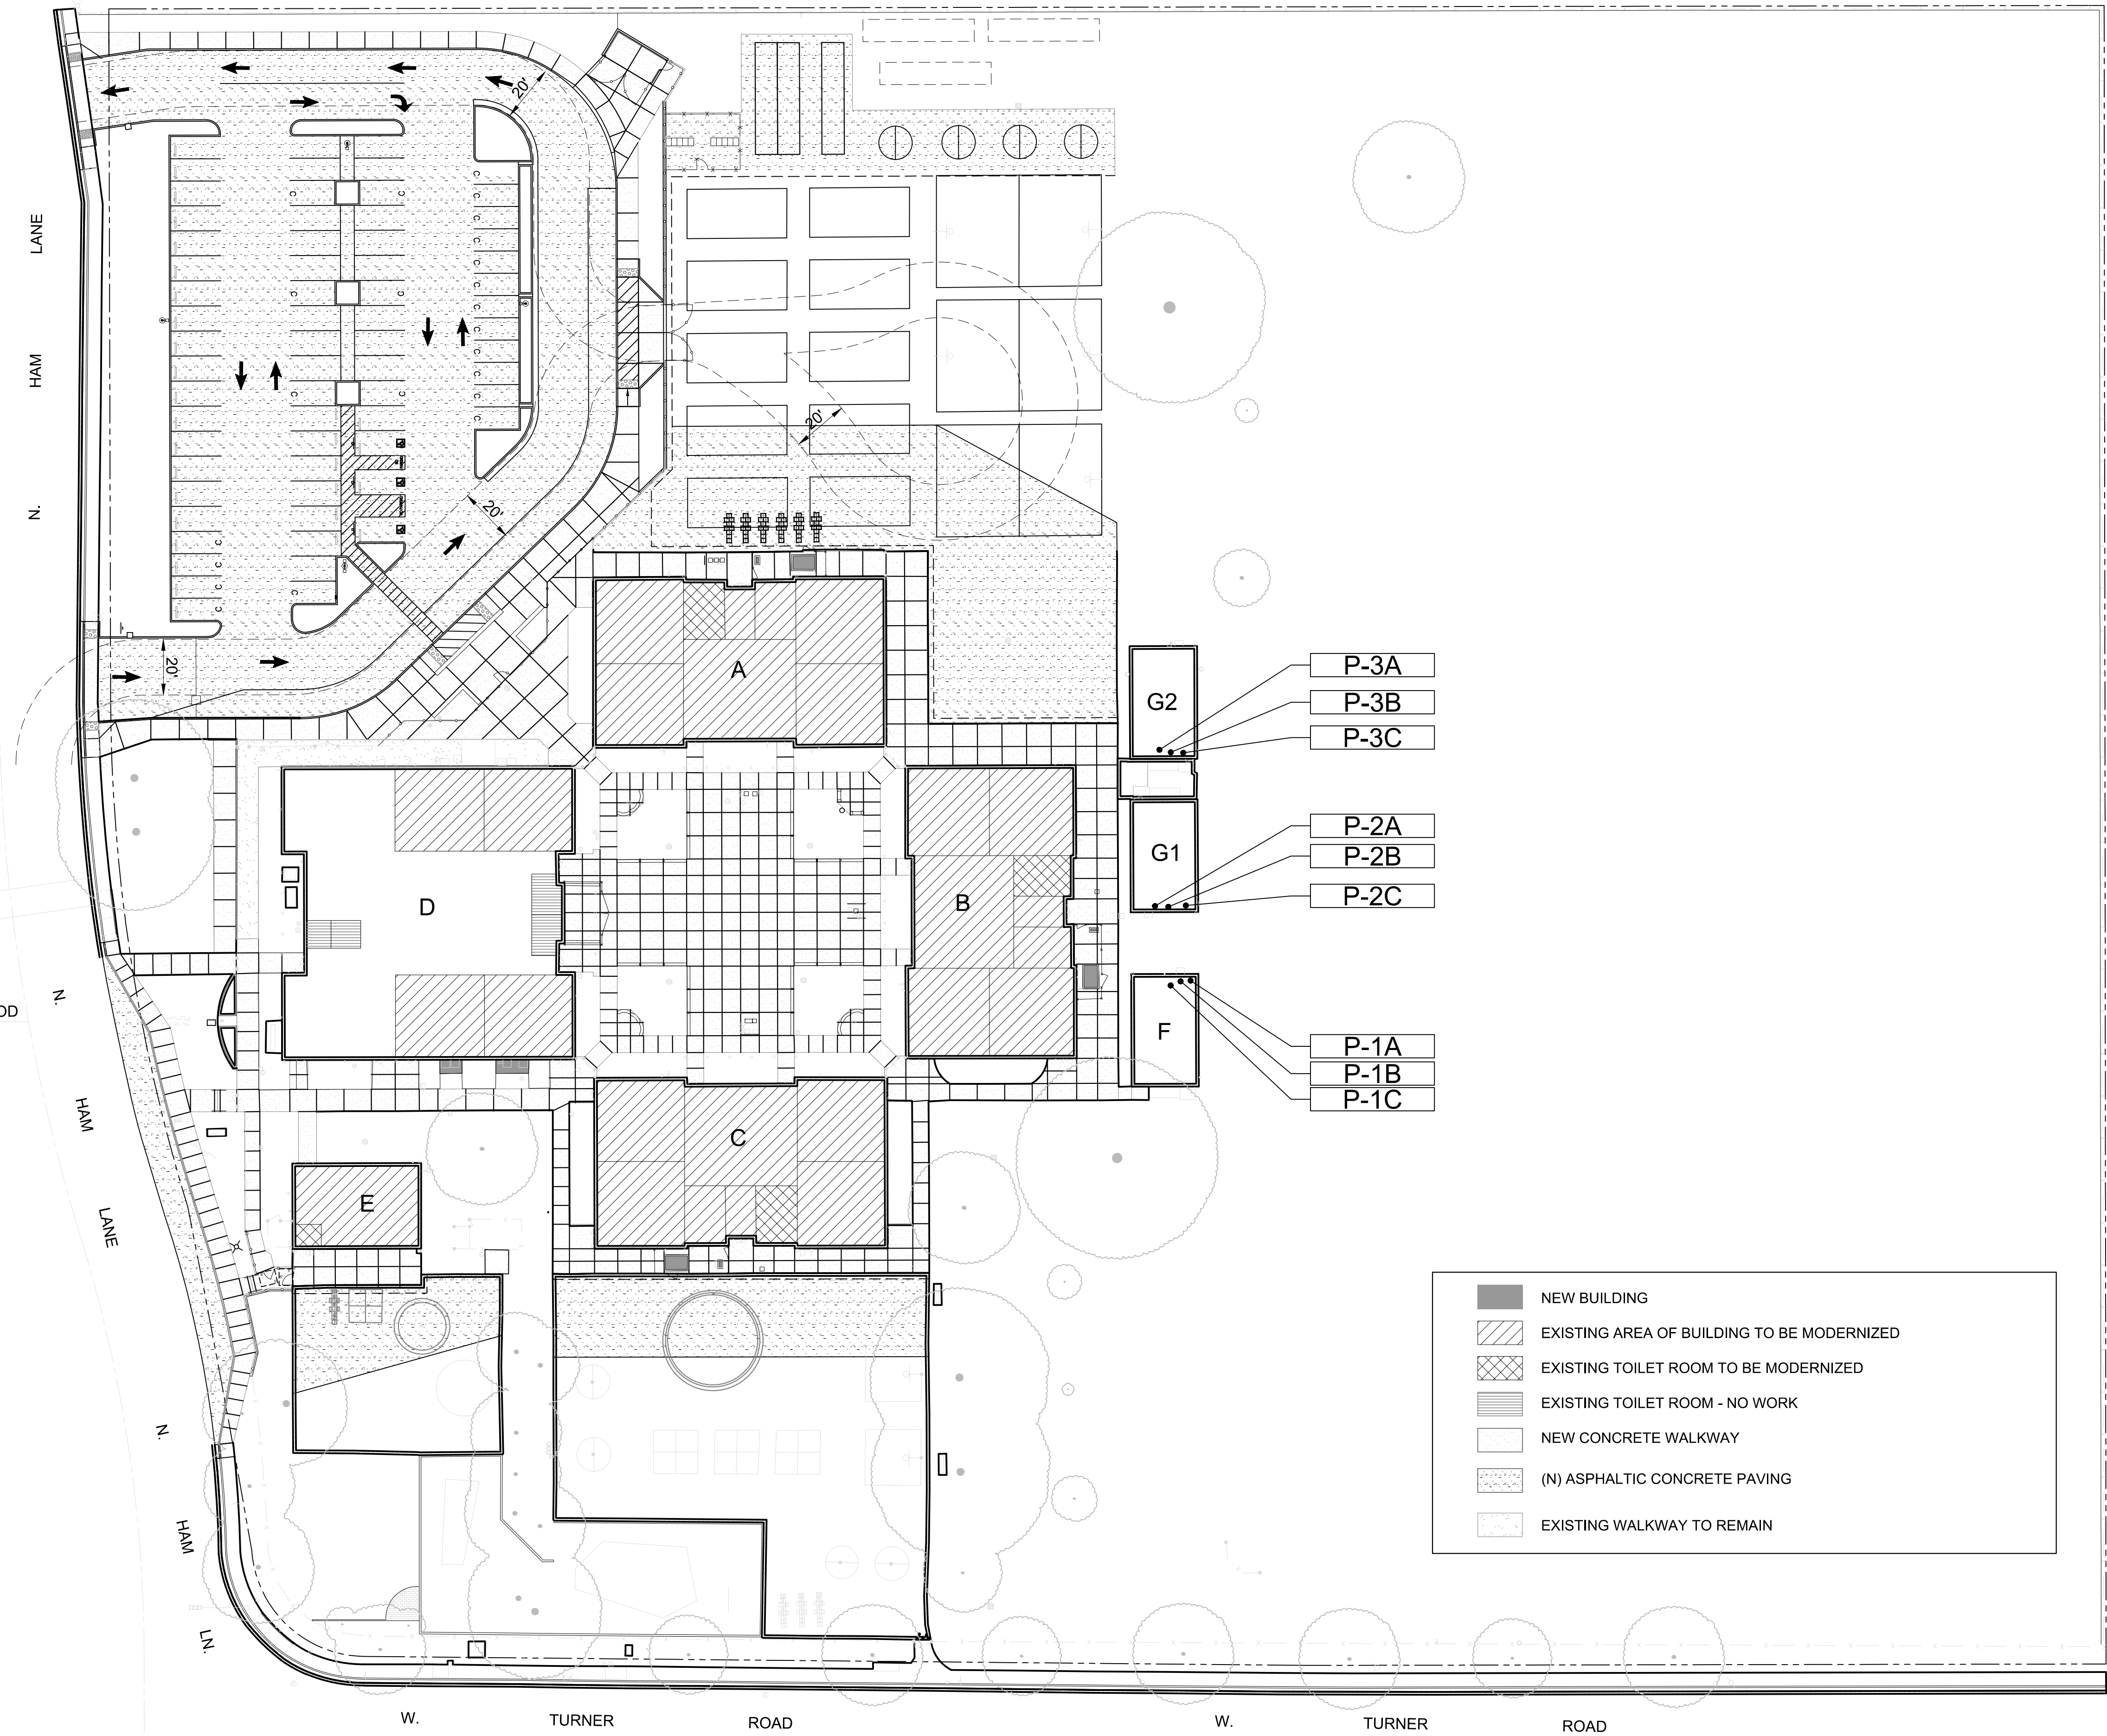 20'
LANE
HAM
N.
20'
20'
20'
A
G2
P-3A
P-3B
P-3C
D
B
G1
P-2A
P-2B
P-2C
N.
OD
F
P-1A
P-1B
P-1C
HAM
C
E
LANE
NEW BUILDING
EXISTING AREA OF BUILDING TO BE MODERNIZED
EXISTING TOILET ROOM TO BE MODERNIZED
EXISTING TOILET ROOM - NO WORK
NEW CONCRETE WALKWAY
(N) ASPHALTIC CONCRETE PAVING
EXISTING WALKWAY TO REMAIN
N.
HAM
LN.
W. TURNER ROAD W. TURNER ROAD